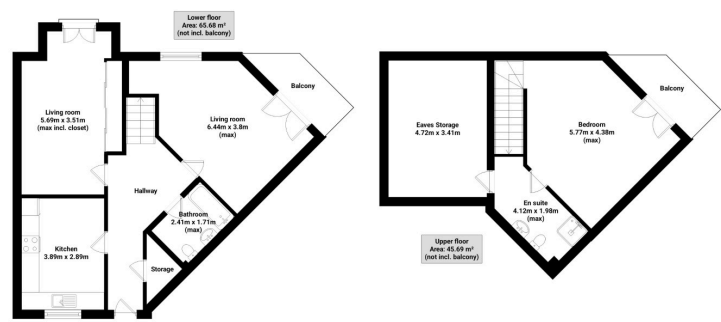 Lower floor
Area: 65.68 m²
(not incl. balcony)
Living room
5.69m x 3.51m
(max incl. closet)
Living room
6.44m x 3.8m
(max)
Balcony
Hallway
Bathroom
2.41m x 1.71m
(max)
Kitchen
3.89m x 2.89m
Storage
Eaves Storage
4.72m x 3.41m
Bedroom
5.77m x 4.38m
(max)
Balcony
En suite
4.12m x 1.98m
(max)
Upper floor
Area: 45.69 m²
(not incl. balcony)